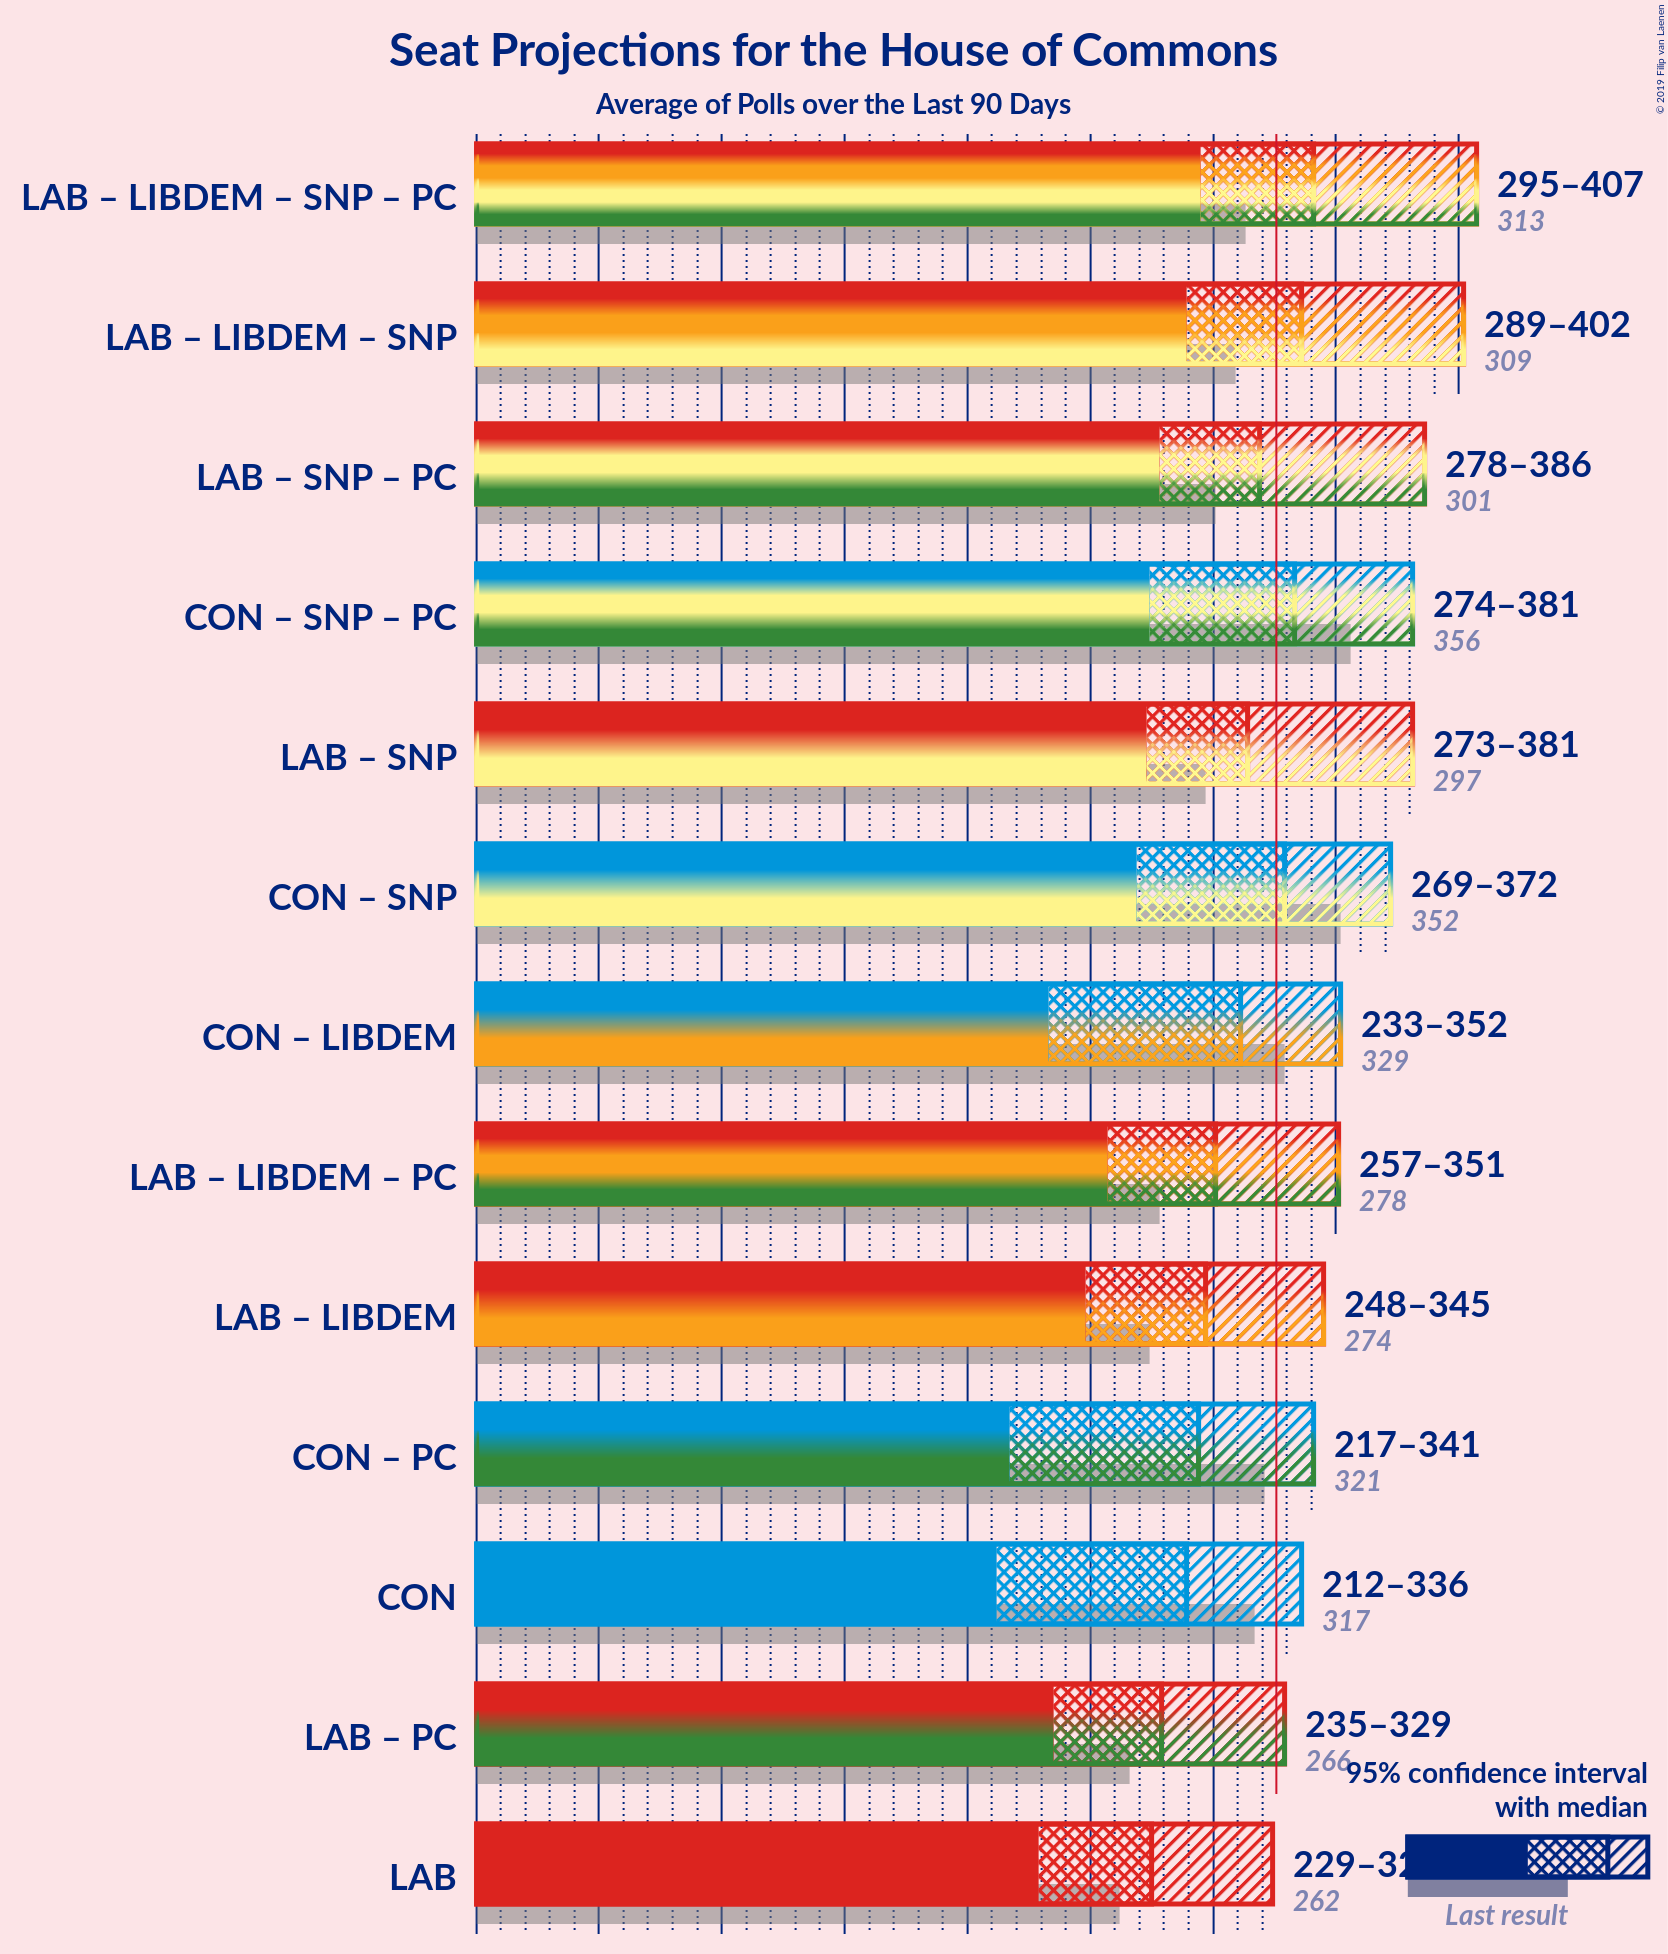 © 2019 Filip van Laenen
Seat Projections for the House of Commons
Average of Polls over the Last 90 Days
LAB – LIBDEM – SNP – PC
295–407
313
LAB – LIBDEM – SNP
289–402
309
LAB – SNP – PC
278–386
301
CON – SNP – PC
274–381
356
LAB – SNP
273–381
297
CON – SNP
269–372
352
CON – LIBDEM
233–352
329
LAB – LIBDEM – PC
257–351
278
LAB – LIBDEM
248–345
274
CON – PC
217–341
321
CON
212–336
317
LAB – PC
235–329
266
LAB
262
95% confidence interval
with median
Last result